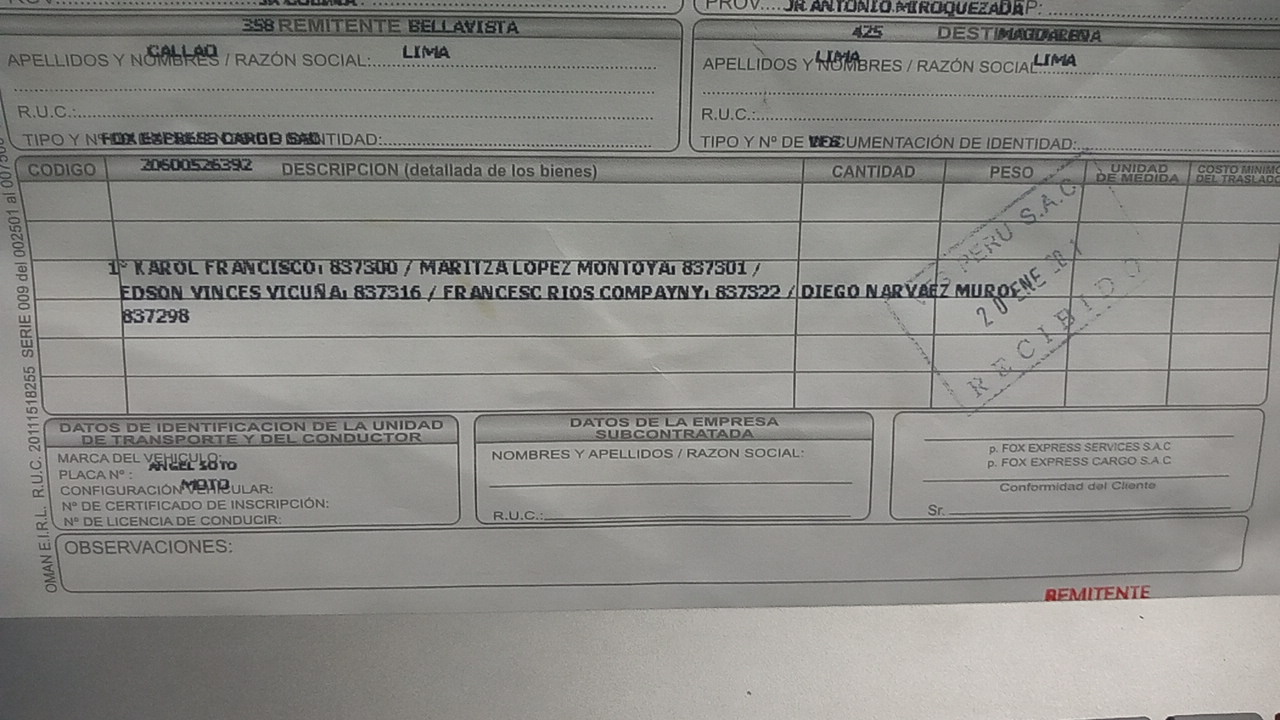 PROV.... JR ANTONIO MIROQUEZADA P:
358 REMITENTE BELLAVISTA
425 DESTI MAGDALENA
CALLAO LIMA
APELLIDOS Y NOMBRES / RAZÓN SOCIAL:
LIMA LIMA
APELLIDOS Y NOMBRES / RAZÓN SOCIAL
R.U.C.:
R.U.C.:
TIPO Y Nº FOX EXPRESS CARGO SAC NTIDAD:
TIPO Y Nº DE CUMENTACIÓN DE IDENTIDAD:
CODIGO 20600526392 DESCRIPCION (detallada de los bienes) CANTIDAD PESO UNIDAD DE MEDIDA COSTO MINIMO DEL TRASLADO
1° KAROL FRANCISCO: 837300 / MARITZA LOPEZ MONTOYA: 837301 /
EDSON VINCES VICUÑA: 837316 / FRANCESC RIOS COMPAYNY: 837322 / DIEGO NARVAEZ MUROF
837298
PERU S.A.C
20 ENE
RECIBIDO
DATOS DE IDENTIFICACION DE LA UNIDAD
DE TRANSPORTE Y DEL CONDUCTOR
MARCA DEL VEHICULO:
ANGEL SOTO
PLACA Nº :
MOTO
CONFIGURACIÓN VEHICULAR:
Nº DE CERTIFICADO DE INSCRIPCIÓN:
Nº DE LICENCIA DE CONDUCIR:
DATOS DE LA EMPRESA
SUBCONTRATADA
NOMBRES Y APELLIDOS / RAZON SOCIAL:
R.U.C.:
p. FOX EXPRESS SERVICES S.A.C
p. FOX EXPRESS CARGO S.A.C
Conformidad del Cliente
Sr.
OBSERVACIONES:
REMITENTE
OMAN E.I.R.L. R.U.C. 20111518255 SERIE 009 del 002501 al